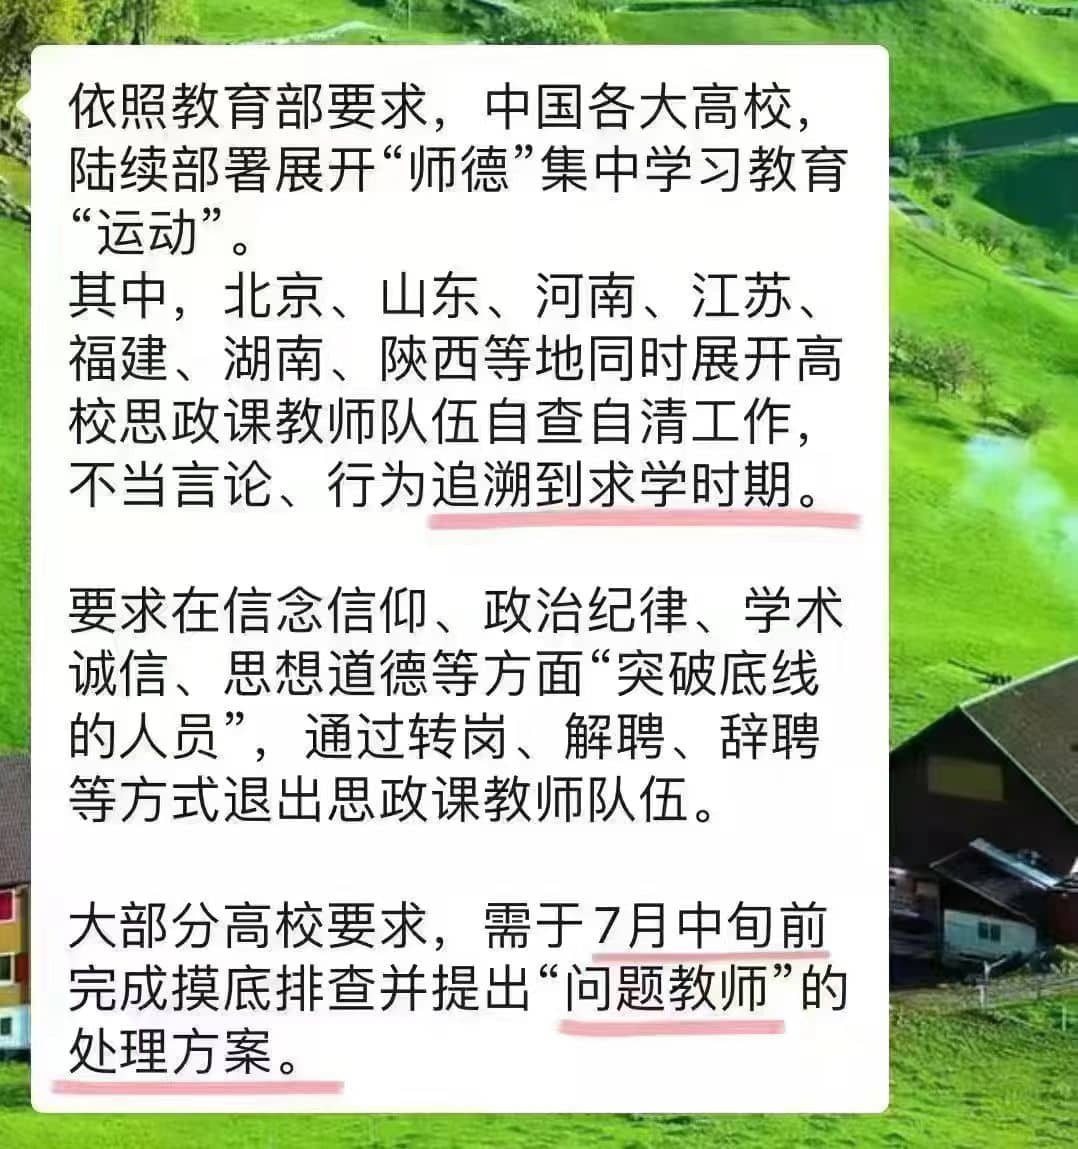 依照教育部要求，中国各大高校，
陆续部署展开“师德”集中学习教育
“运动”。
其中，北京、山东、河南、江苏、
福建、湖南、陝西等地同时展开高
校思政课教师队伍自查自清工作，
不当言论、行为追溯到求学时期。
要求在信念信仰、政治纪律、学术
诚信、思想道德等方面“突破底线
的人员”，通过转岗、解聘、辞聘
等方式退出思政课教师队伍。
大部分高校要求，需于7月中旬前
完成摸底排查并提出“问题教师”的
处理方案。